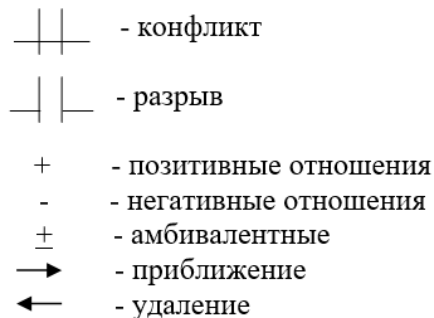 - конфликт
- разрыв
+ - позитивные отношения
- - негативные отношения
± - амбивалентные
→ - приближение
← - удаление